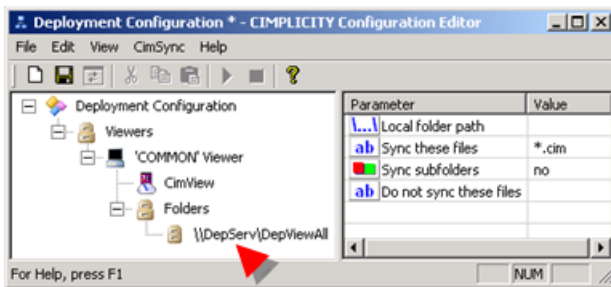 Deployment Configuration * - CIMPLICITY Configuration Editor
File Edit View CimSync Help
Deployment Configuration
Viewers
'COMMON' Viewer
CimView
Folders
\\DepServ\DepViewAll
Parameter Value
\...\ Local folder path
ab Sync these files *.cim
Sync subfolders no
ab Do not sync these files
For Help, press F1 NUM